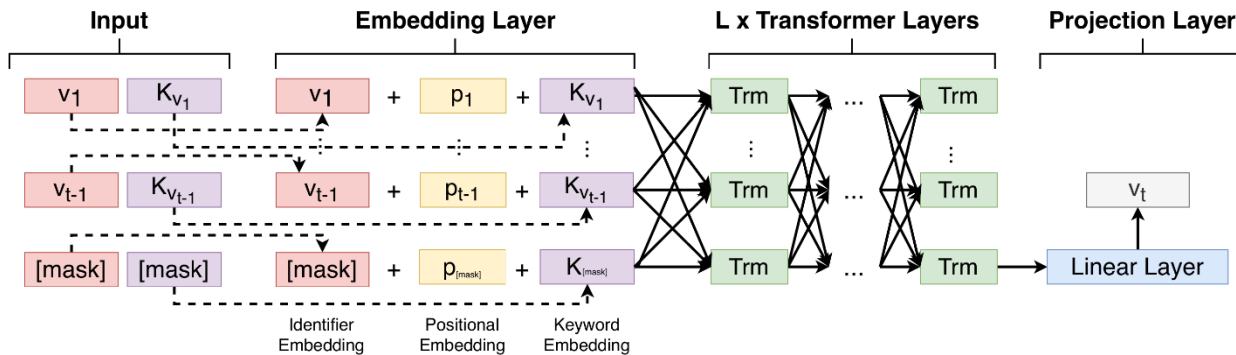 Input Embedding Layer L x Transformer Layers Projection Layer
v1 Kv1 v1 + p1 + Kv1 Trm ... Trm
⋮ ⋮ ⋮ ⋮ ⋮
vt-1 Kvt-1 vt-1 + pt-1 + Kvt-1 Trm ... Trm vt
[mask] [mask] [mask] + p[mask] + K[mask] Trm ... Trm Linear Layer
Identifier Positional Keyword
Embedding Embedding Embedding